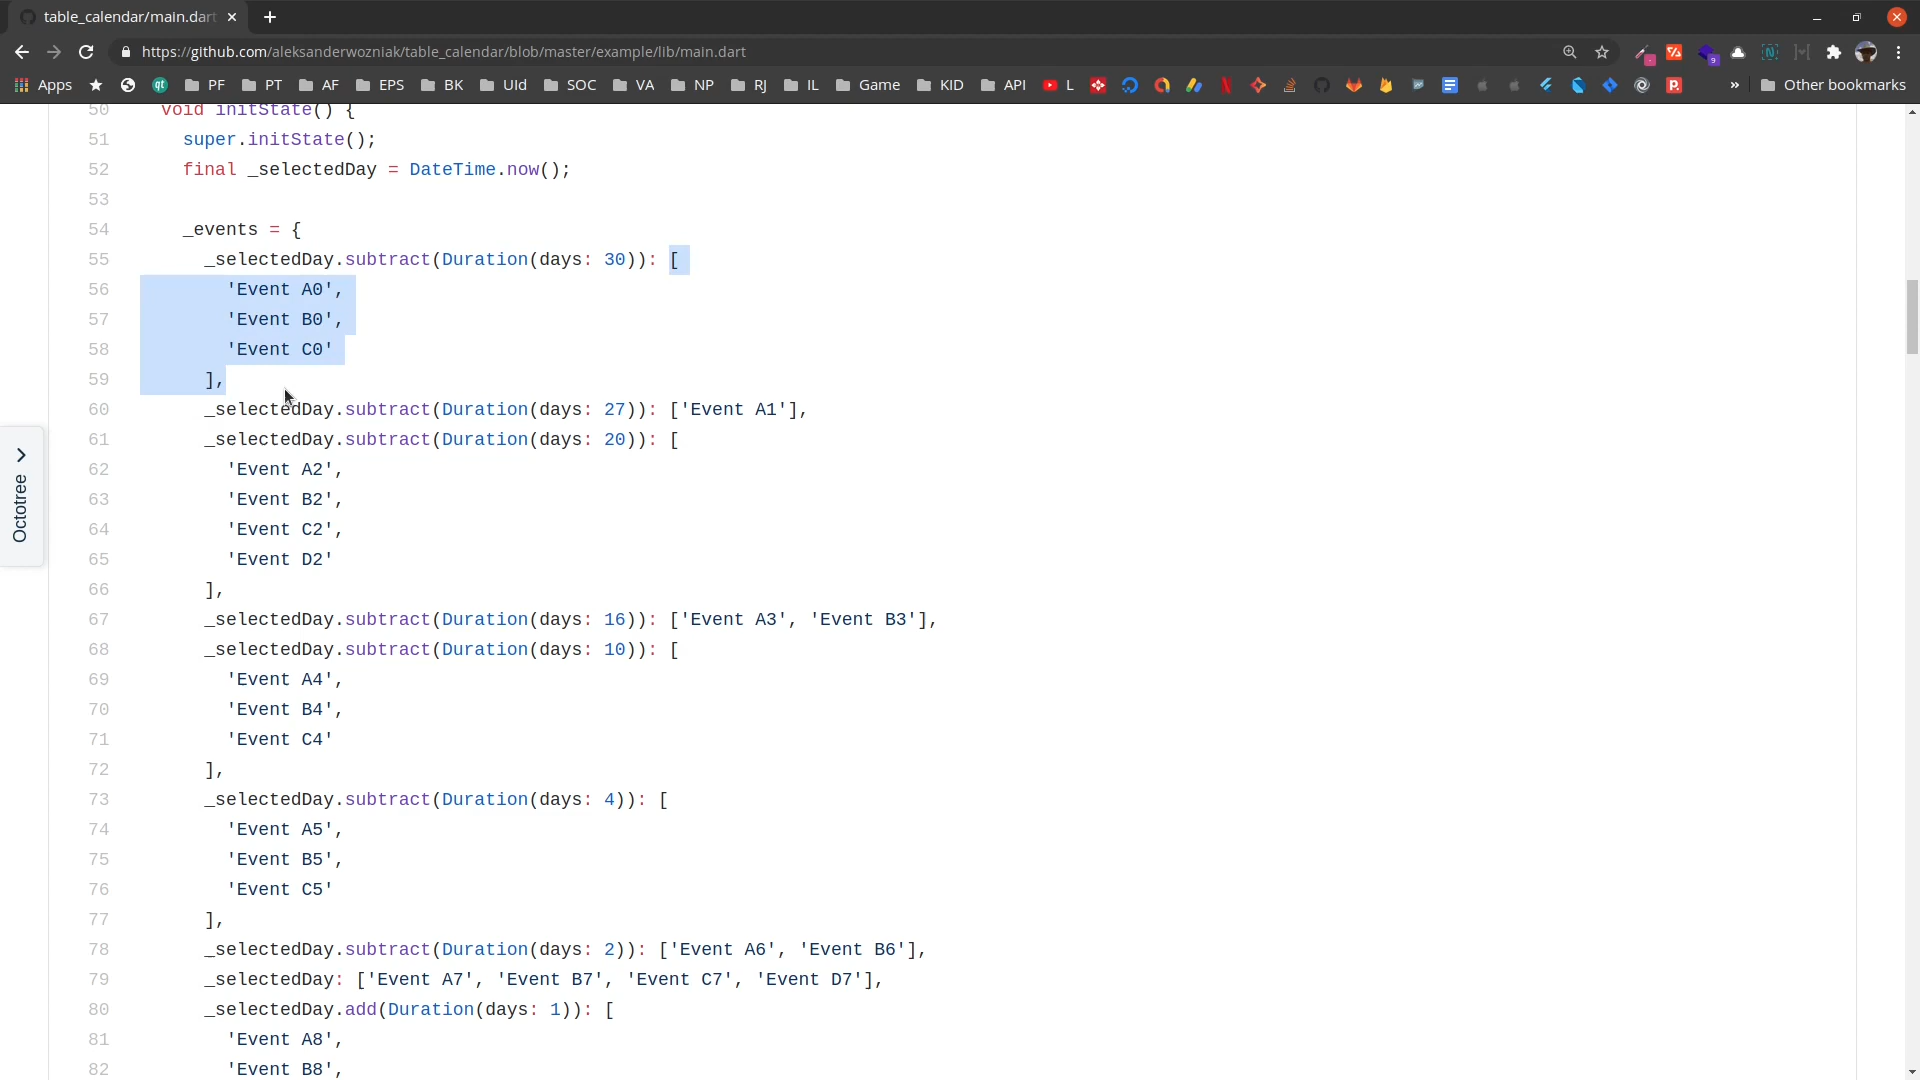 table_calendar/main.dart
https://github.com/aleksanderwozniak/table_calendar/blob/master/example/lib/main.dart
Apps PF PT AF EPS BK UId SOC VA NP RJ IL Game KID API L » Other bookmarks
50 void initState() {
51 super.initState();
52 final _selectedDay = DateTime.now();
53
54 _events = {
55 _selectedDay.subtract(Duration(days: 30)): [
56 'Event A0',
57 'Event B0',
58 'Event C0'
59 ],
60 _selectedDay.subtract(Duration(days: 27)): ['Event A1'],
61 _selectedDay.subtract(Duration(days: 20)): [
62 'Event A2',
63 'Event B2',
64 'Event C2',
65 'Event D2'
66 ],
67 _selectedDay.subtract(Duration(days: 16)): ['Event A3', 'Event B3'],
68 _selectedDay.subtract(Duration(days: 10)): [
69 'Event A4',
70 'Event B4',
71 'Event C4'
72 ],
73 _selectedDay.subtract(Duration(days: 4)): [
74 'Event A5',
75 'Event B5',
76 'Event C5'
77 ],
78 _selectedDay.subtract(Duration(days: 2)): ['Event A6', 'Event B6'],
79 _selectedDay: ['Event A7', 'Event B7', 'Event C7', 'Event D7'],
80 _selectedDay.add(Duration(days: 1)): [
81 'Event A8',
82 'Event B8',
Octotree